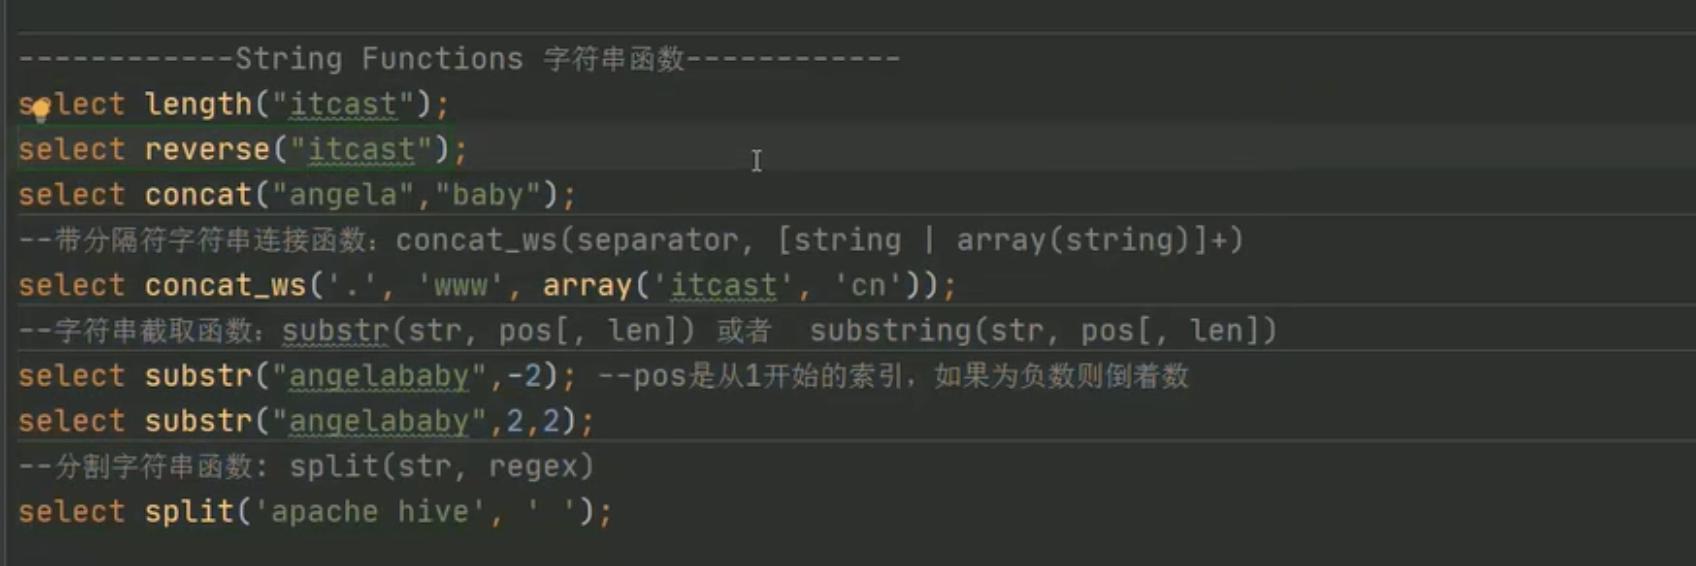 ------------String Functions 字符串函数------------
select length("itcast");
select reverse("itcast");
select concat("angela","baby");
--带分隔符字符串连接函数：concat_ws(separator, [string | array(string)]+)
select concat_ws('.', 'www', array('itcast', 'cn'));
--字符串截取函数：substr(str, pos[, len]) 或者  substring(str, pos[, len])
select substr("angelababy",-2); --pos是从1开始的索引，如果为负数则倒着数
select substr("angelababy",2,2);
--分割字符串函数: split(str, regex)
select split('apache hive', ' ');